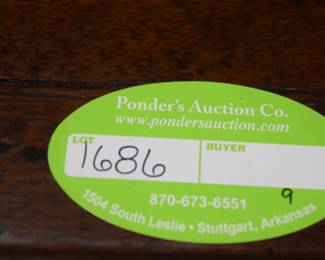 Ponder's Auction Co.
www.pondersauction.com
LOT BUYER
1686
9
870-673-6551
1504 South Leslie • Stuttgart, Arkansas